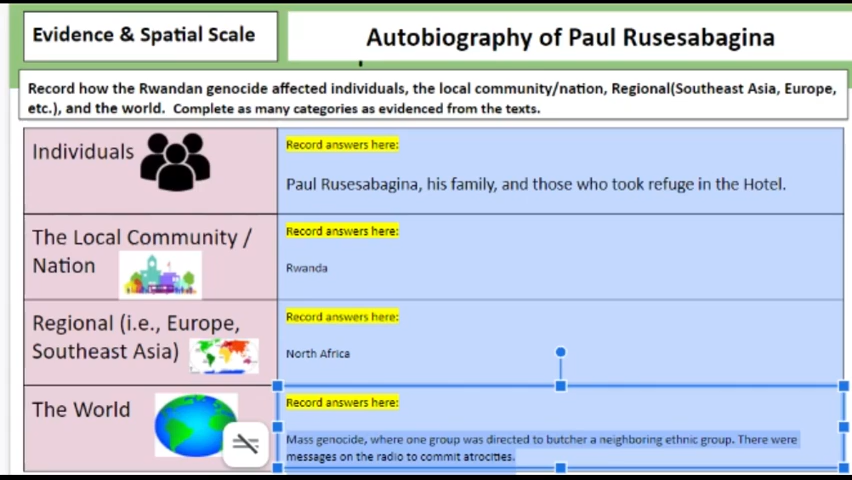 Evidence & Spatial Scale
Autobiography of Paul Rusesabagina
Record how the Rwandan genocide affected individuals, the local community/nation, Regional(Southeast Asia, Europe,
etc.), and the world.  Complete as many categories as evidenced from the texts.
Individuals
Record answers here:
Paul Rusesabagina, his family, and those who took refuge in the Hotel.
The Local Community /
Nation
Record answers here:
Rwanda
Regional (i.e., Europe,
Southeast Asia)
Record answers here:
North Africa
The World
Record answers here:
Mass genocide, where one group was directed to butcher a neighboring ethnic group. There were
messages on the radio to commit atrocities.